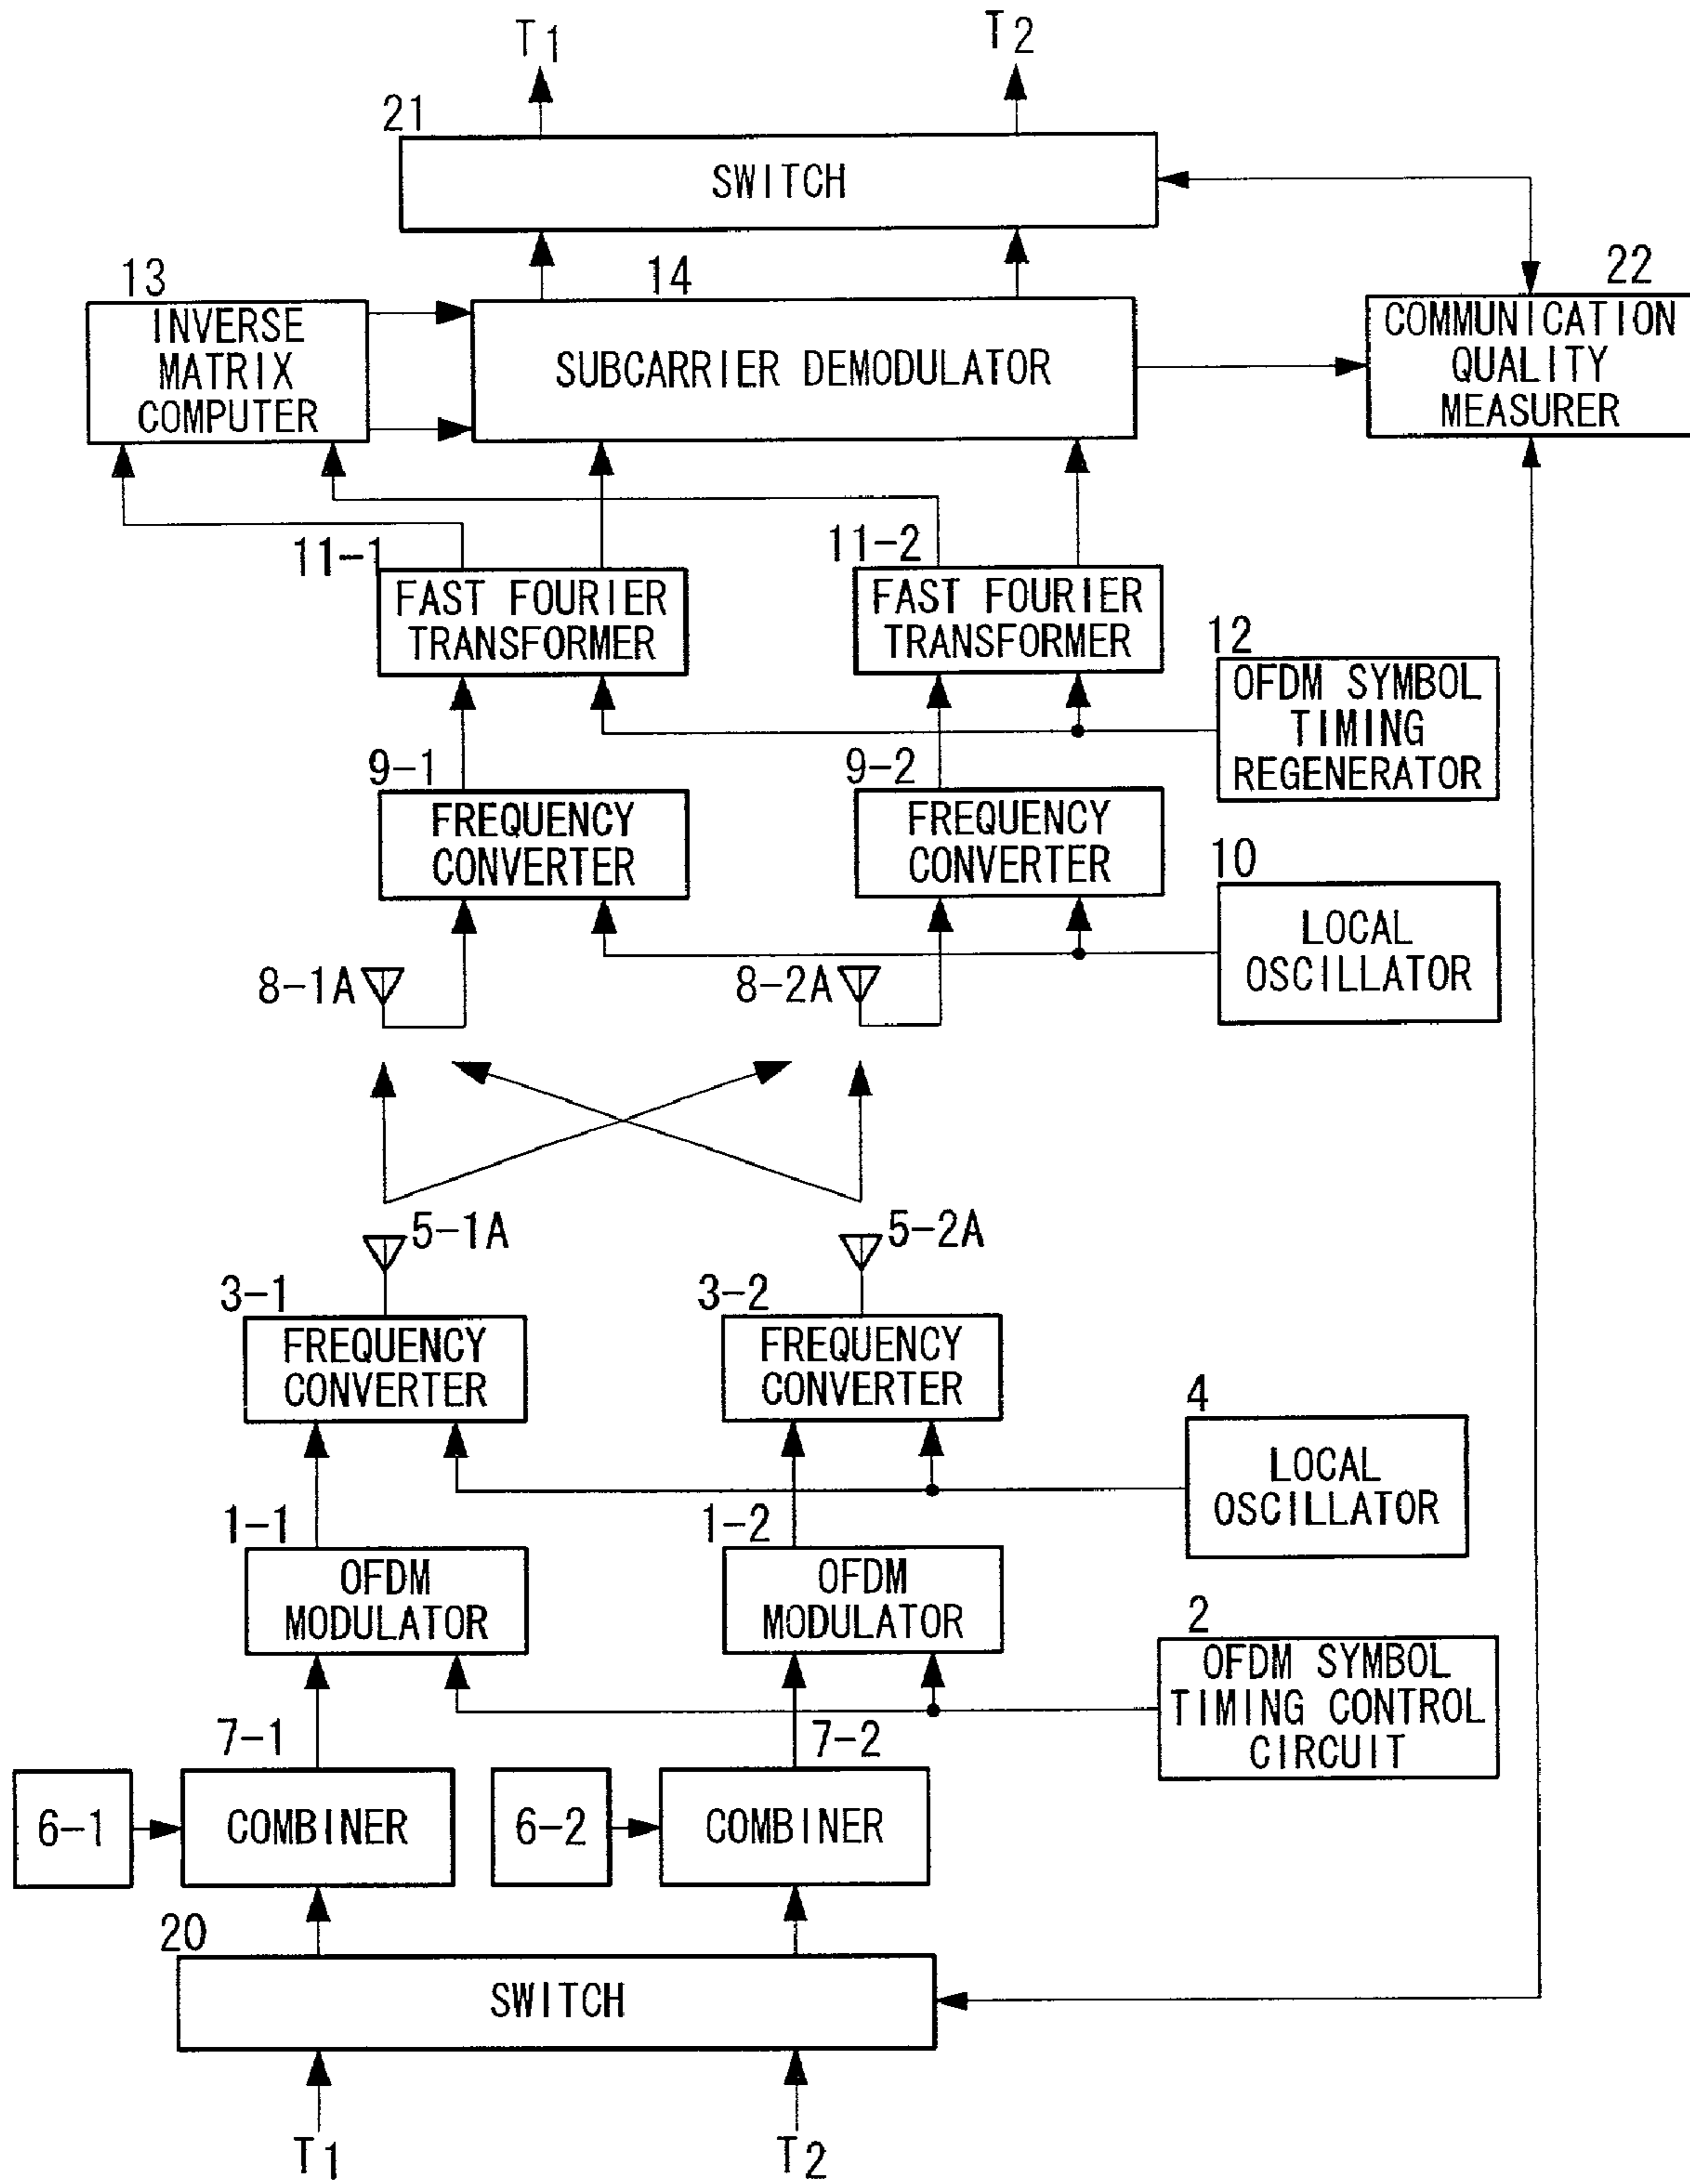 T1
T2
21
SWITCH
13
14
22
INVERSE
MATRIX
COMPUTER
SUBCARRIER DEMODULATOR
COMMUNICATION
QUALITY
MEASURER
11-1
11-2
FAST FOURIER
TRANSFORMER
FAST FOURIER
TRANSFORMER
12
OFDM SYMBOL
TIMING
REGENERATOR
9-1
9-2
FREQUENCY
CONVERTER
FREQUENCY
CONVERTER
10
LOCAL
OSCILLATOR
8-1A
8-2A
5-1A
5-2A
3-1
3-2
FREQUENCY
CONVERTER
FREQUENCY
CONVERTER
4
LOCAL
OSCILLATOR
1-1
1-2
OFDM
MODULATOR
OFDM
MODULATOR
2
OFDM SYMBOL
TIMING CONTROL
CIRCUIT
7-1
7-2
6-1
COMBINER
6-2
COMBINER
20
SWITCH
T1
T2